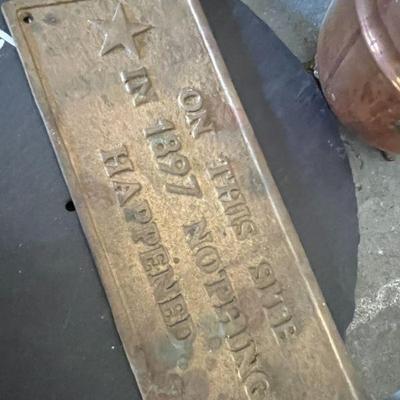 ON THIS SITE
IN 1897 NOTHING
HAPPENED.